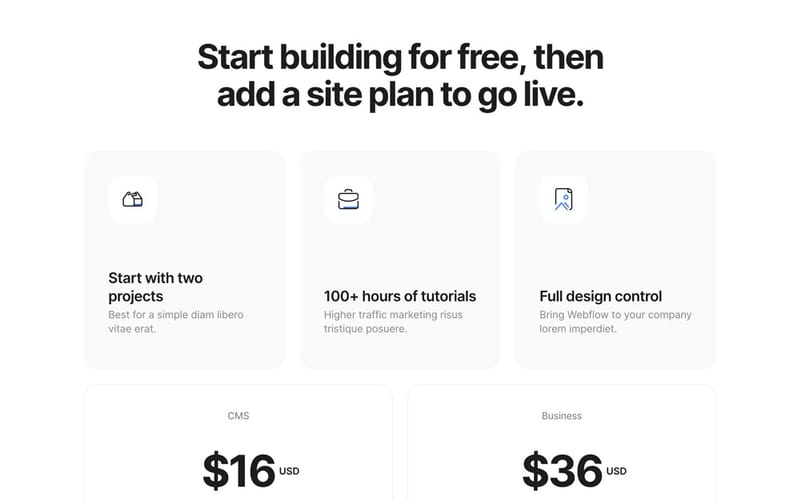 Start building for free, then
add a site plan to go live.
Start with two
projects
Best for a simple diam libero
vitae erat.
100+ hours of tutorials
Higher traffic marketing risus
tristique posuere.
Full design control
Bring Webflow to your company
lorem imperdiet.
CMS
$16 USD
Business
$36 USD